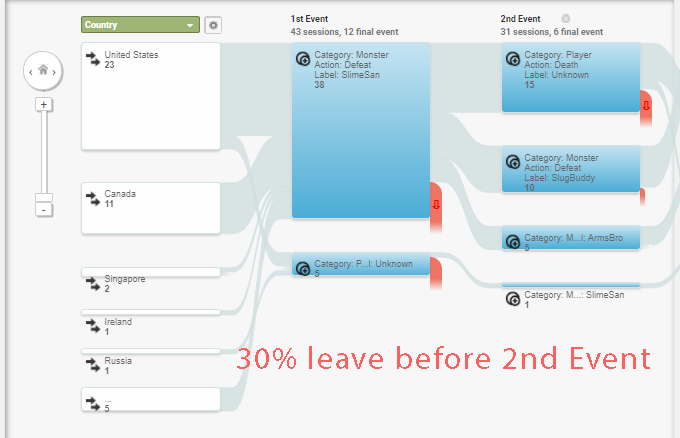 Country
1st Event
43 sessions, 12 final event
2nd Event
31 sessions, 6 final event
United States
23
Canada
11
Singapore
2
Ireland
1
Russia
1
...
5
Category: Monster
Action: Defeat
Label: SlimeSan
38
Category: P...l: Unknown
5
Category: Player
Action: Death
Label: Unknown
15
Category: Monster
Action: Defeat
Label: SlugBuddy
10
Category: M...l: ArmsBro
5
Category: M...: SlimeSan
1
+
-
30% leave before 2nd Event